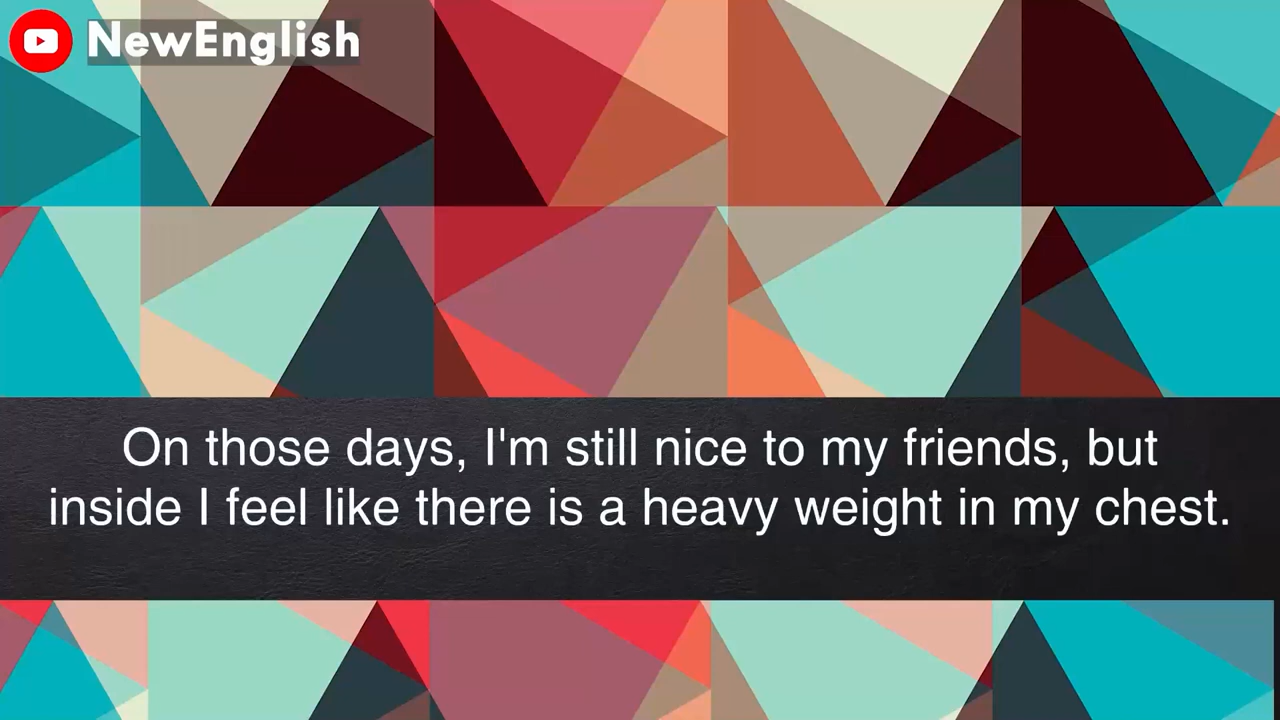 NewEnglish
On those days, I'm still nice to my friends, but
inside I feel like there is a heavy weight in my chest.